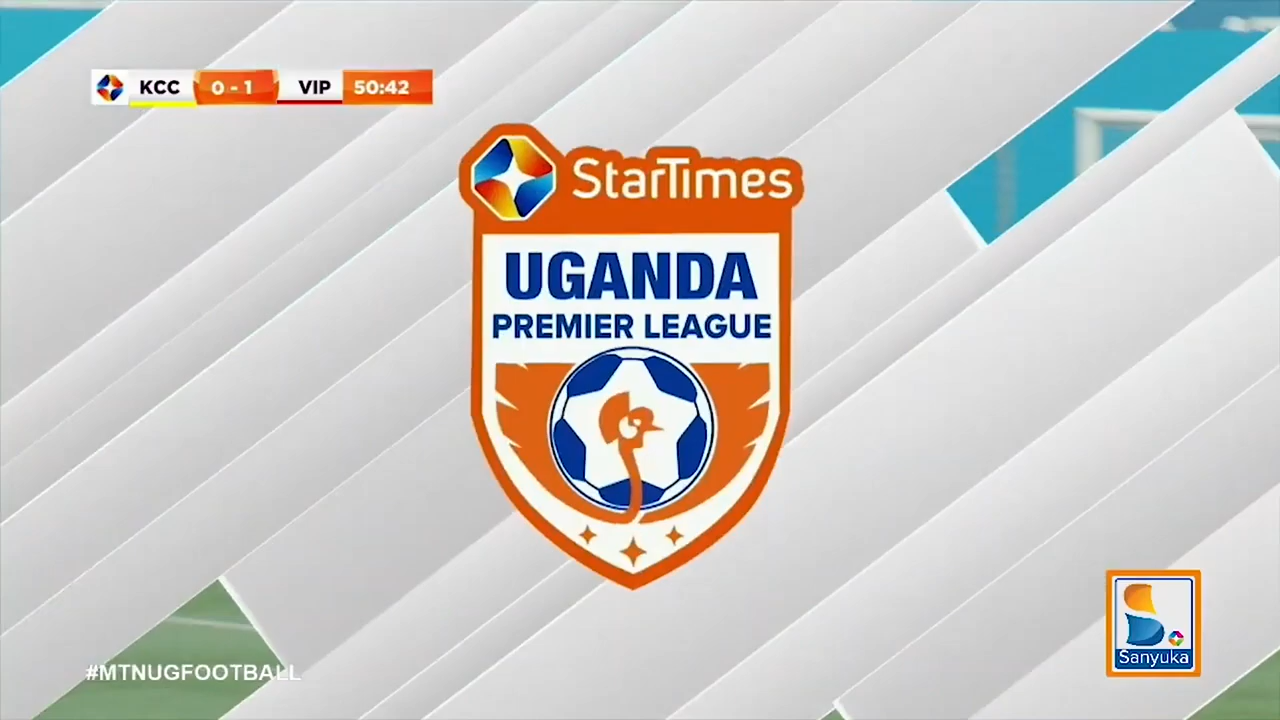 KCC 0 - 1 VIP 50:42
StarTimes
UGANDA
PREMIER LEAGUE
#MTNUGFOOTBALL
Sanyuka